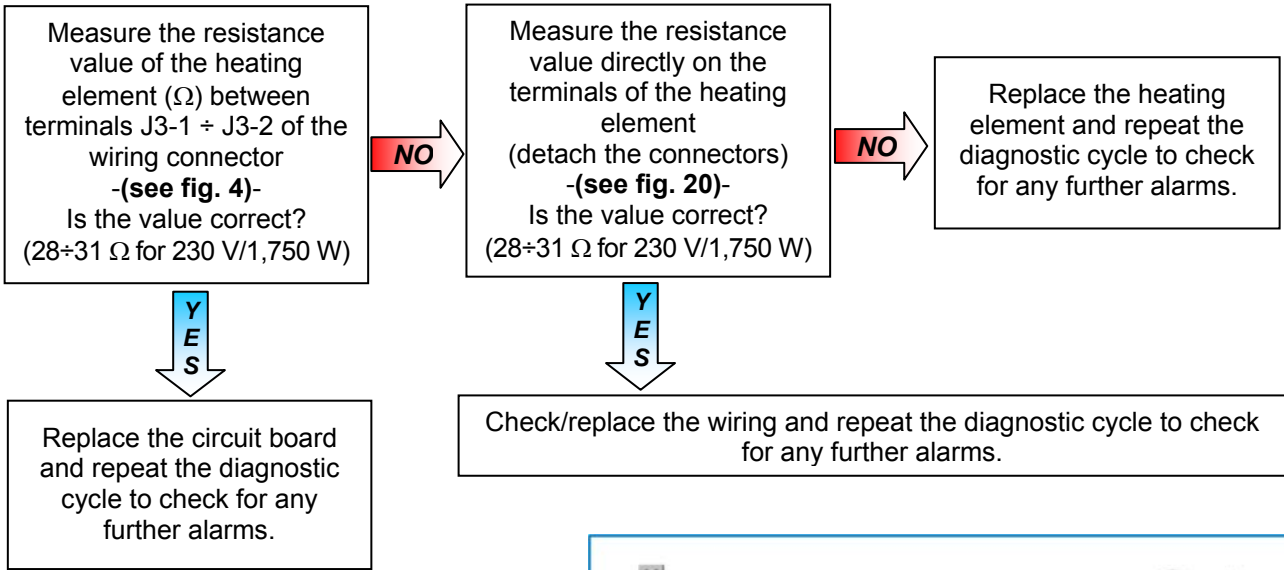 Measure the resistance
value of the heating
element (Ω) between
terminals J3-1 ÷ J3-2 of the
wiring connector
-(see fig. 4)-
Is the value correct?
(28÷31 Ω for 230 V/1,750 W)
NO
Measure the resistance
value directly on the
terminals of the heating
element
(detach the connectors)
-(see fig. 20)-
Is the value correct?
(28÷31 Ω for 230 V/1,750 W)
NO
Replace the heating
element and repeat the
diagnostic cycle to check
for any further alarms.
Y
E
S
Y
E
S
Replace the circuit board
and repeat the diagnostic
cycle to check for any
further alarms.
Check/replace the wiring and repeat the diagnostic cycle to check
for any further alarms.